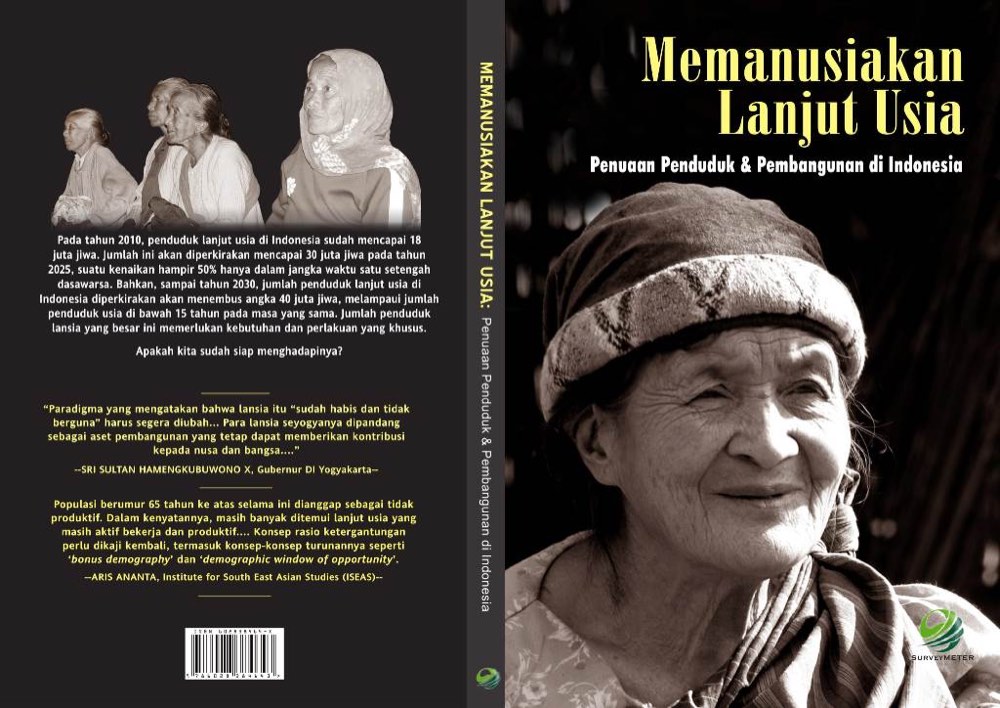 Pada tahun 2010, penduduk lanjut usia di Indonesia sudah mencapai 18
juta jiwa. Jumlah ini akan diperkirakan mencapai 30 juta jiwa pada tahun
2025, suatu kenaikan hampir 50% hanya dalam jangka waktu satu setengah
dasawarsa. Bahkan, sampai tahun 2030, jumlah penduduk lanjut usia di
Indonesia diperkirakan akan menembus angka 40 juta jiwa, melampaui jumlah
penduduk usia di bawah 15 tahun pada masa yang sama. Jumlah penduduk
lansia yang besar ini memerlukan kebutuhan dan perlakuan yang khusus.
Apakah kita sudah siap menghadapinya?
“Paradigma yang mengatakan bahwa lansia itu “sudah habis dan tidak
berguna” harus segera diubah... Para lansia seyogyanya dipandang
sebagai aset pembangunan yang tetap dapat memberikan kontribusi
kepada nusa dan bangsa....”
--SRI SULTAN HAMENGKUBUWONO X, Gubernur DI Yogyakarta--
Populasi berumur 65 tahun ke atas selama ini dianggap sebagai tidak
produktif. Dalam kenyatannya, masih banyak ditemui lanjut usia yang
masih aktif bekerja dan produktif.... Konsep rasio ketergantungan
perlu dikaji kembali, termasuk konsep-konsep turunannya seperti
‘bonus demography’ dan ‘demographic window of opportunity’.
--ARIS ANANTA, Institute for South East Asian Studies (ISEAS)--
MEMANUSIAKAN LANJUT USIA: Penuaan Penduduk & Pembangunan di Indonesia
Memanusiakan
Lanjut Usia
Penuaan Penduduk & Pembangunan di Indonesia
SURVEYMETER